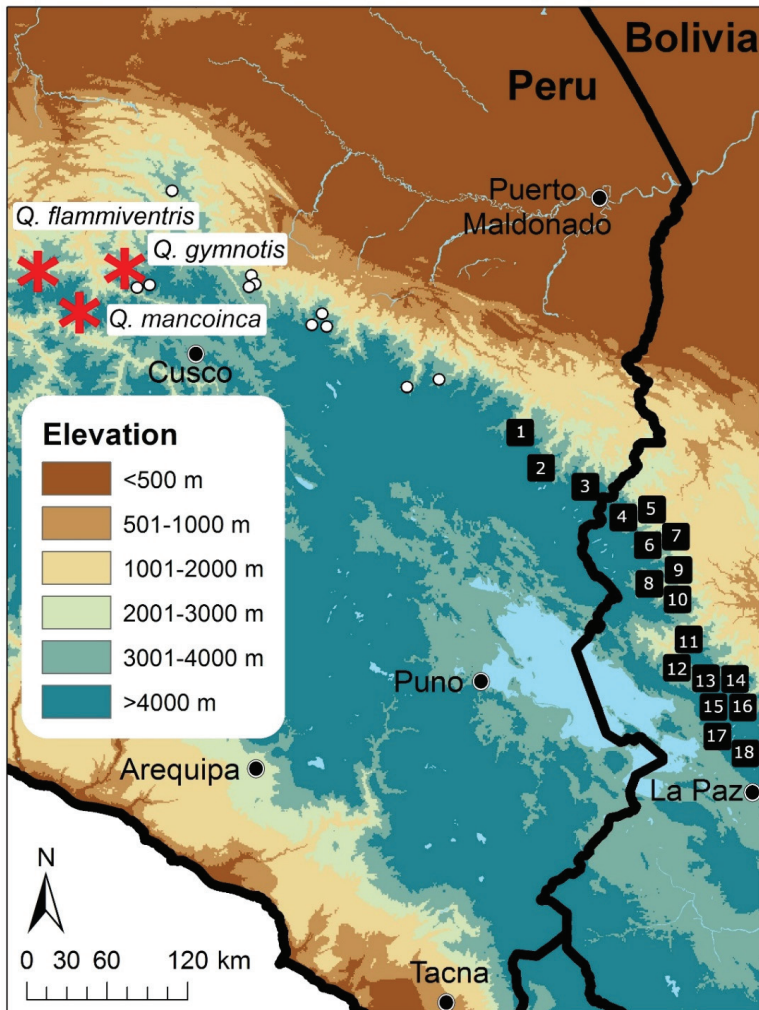 Bolivia
Peru
Puerto
Maldonado
Q. flammiventris
Q. gymnotis
Q. mancoinca
Cusco
Elevation
<500 m
501-1000 m
1001-2000 m
2001-3000 m
3001-4000 m
>4000 m
1
2
3
4
5
6
7
8
9
10
11
12
13
14
15
16
17
18
Puno
Arequipa
La Paz
N
0 30 60 120 km
Tacna